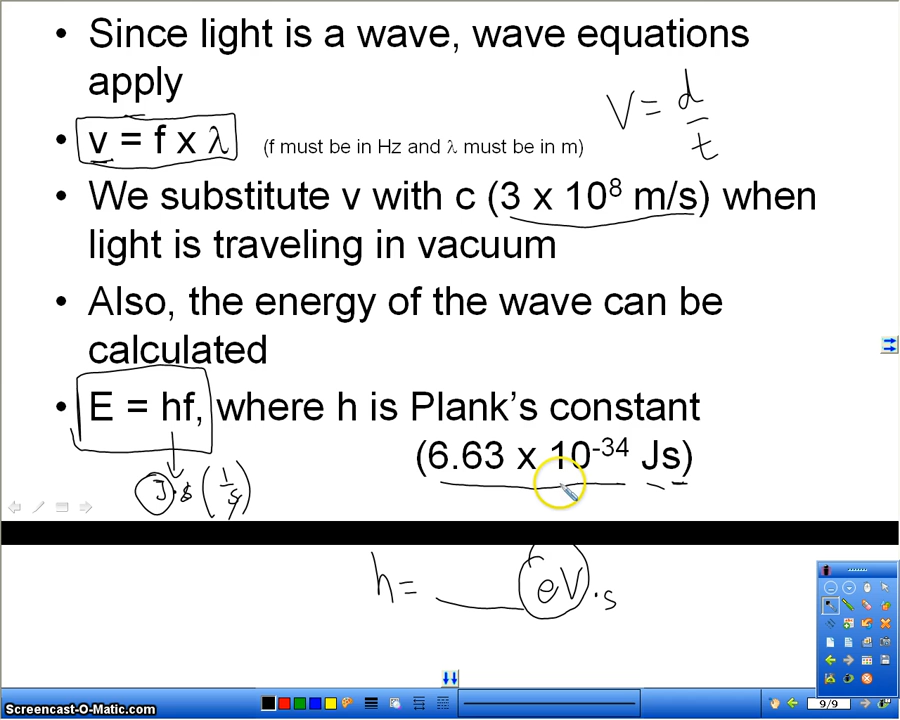 • Since light is a wave, wave equations
apply
V = d/t
• v = f x λ (f must be in Hz and λ must be in m)
• We substitute v with c (3 x 10⁸ m/s) when
light is traveling in vacuum
• Also, the energy of the wave can be
calculated
• E = hf, where h is Plank's constant
(6.63 x 10⁻³⁴ Js)
J·s (1/s)
h = ____ eV·s
9/9
Screencast-O-Matic.com